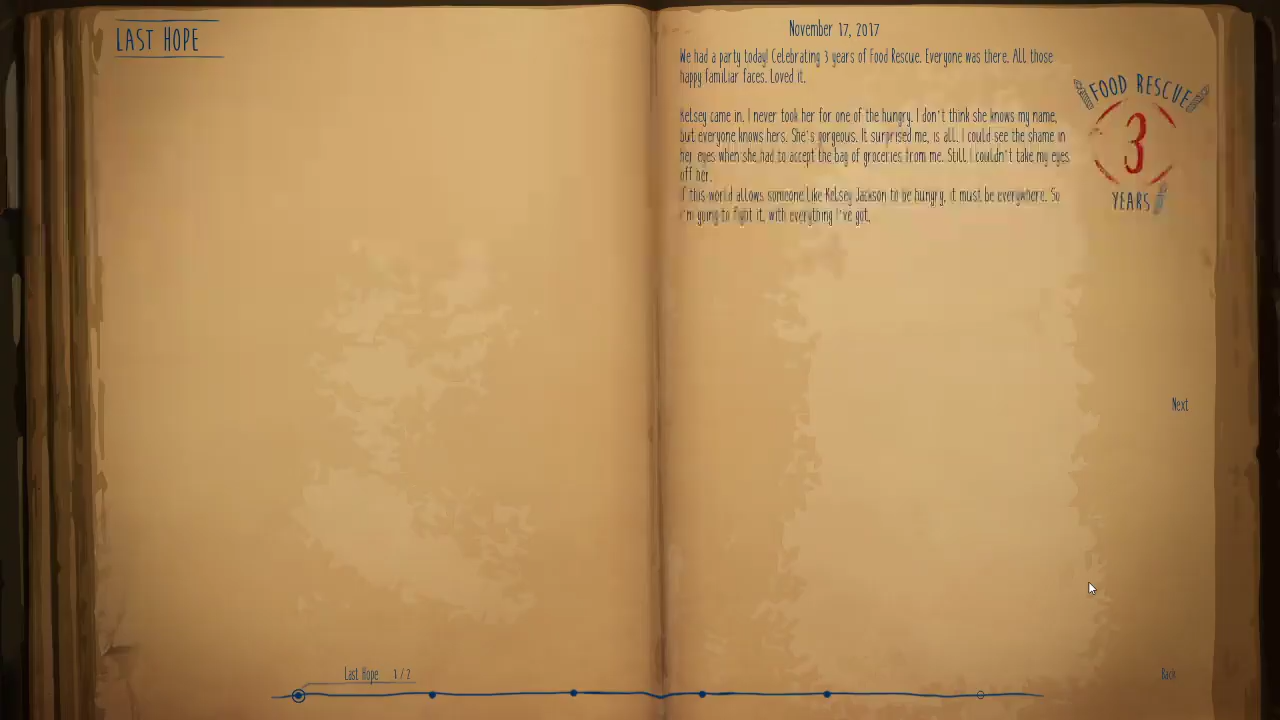 LAST HOPE
November 17, 2017
We had a party today! Celebrating 3 years of Food Rescue. Everyone was there. All those
happy familiar faces. Loved it.
Kelsey came in. I never took her for one of the hungry. I don't think she knows my name,
but everyone knows hers. She's gorgeous. It surprised me, is all. I could see the shame in
her eyes when she had to accept the bag of groceries from me. Still I couldn't take my eyes
off her.
If this world allows someone like Kelsey Jackson to be hungry, it must be everywhere. So
I'm going to fight it, with everything I've got.
FOOD RESCUE
3
YEARS
Next
Last Hope 1/2
Back